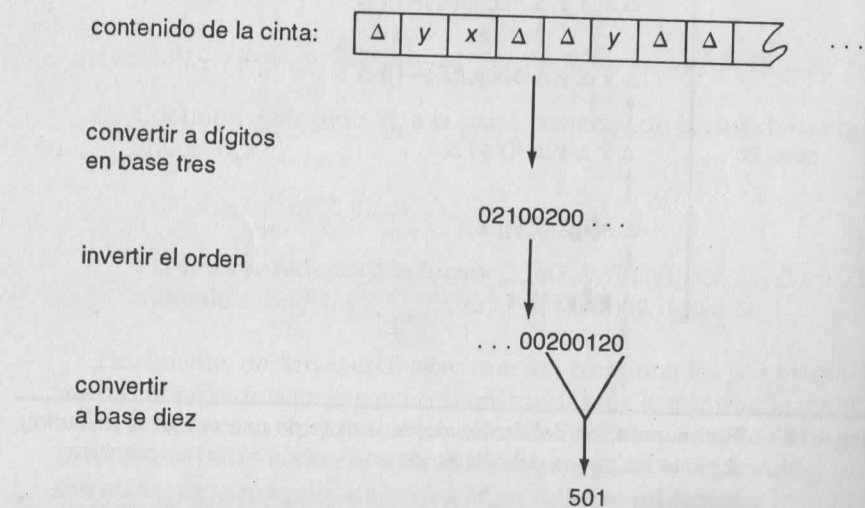 contenido de la cinta: Δ y x Δ Δ y Δ Δ ....
convertir a dígitos
en base tres
02100200....
invertir el orden
....00200120
convertir
a base diez
501